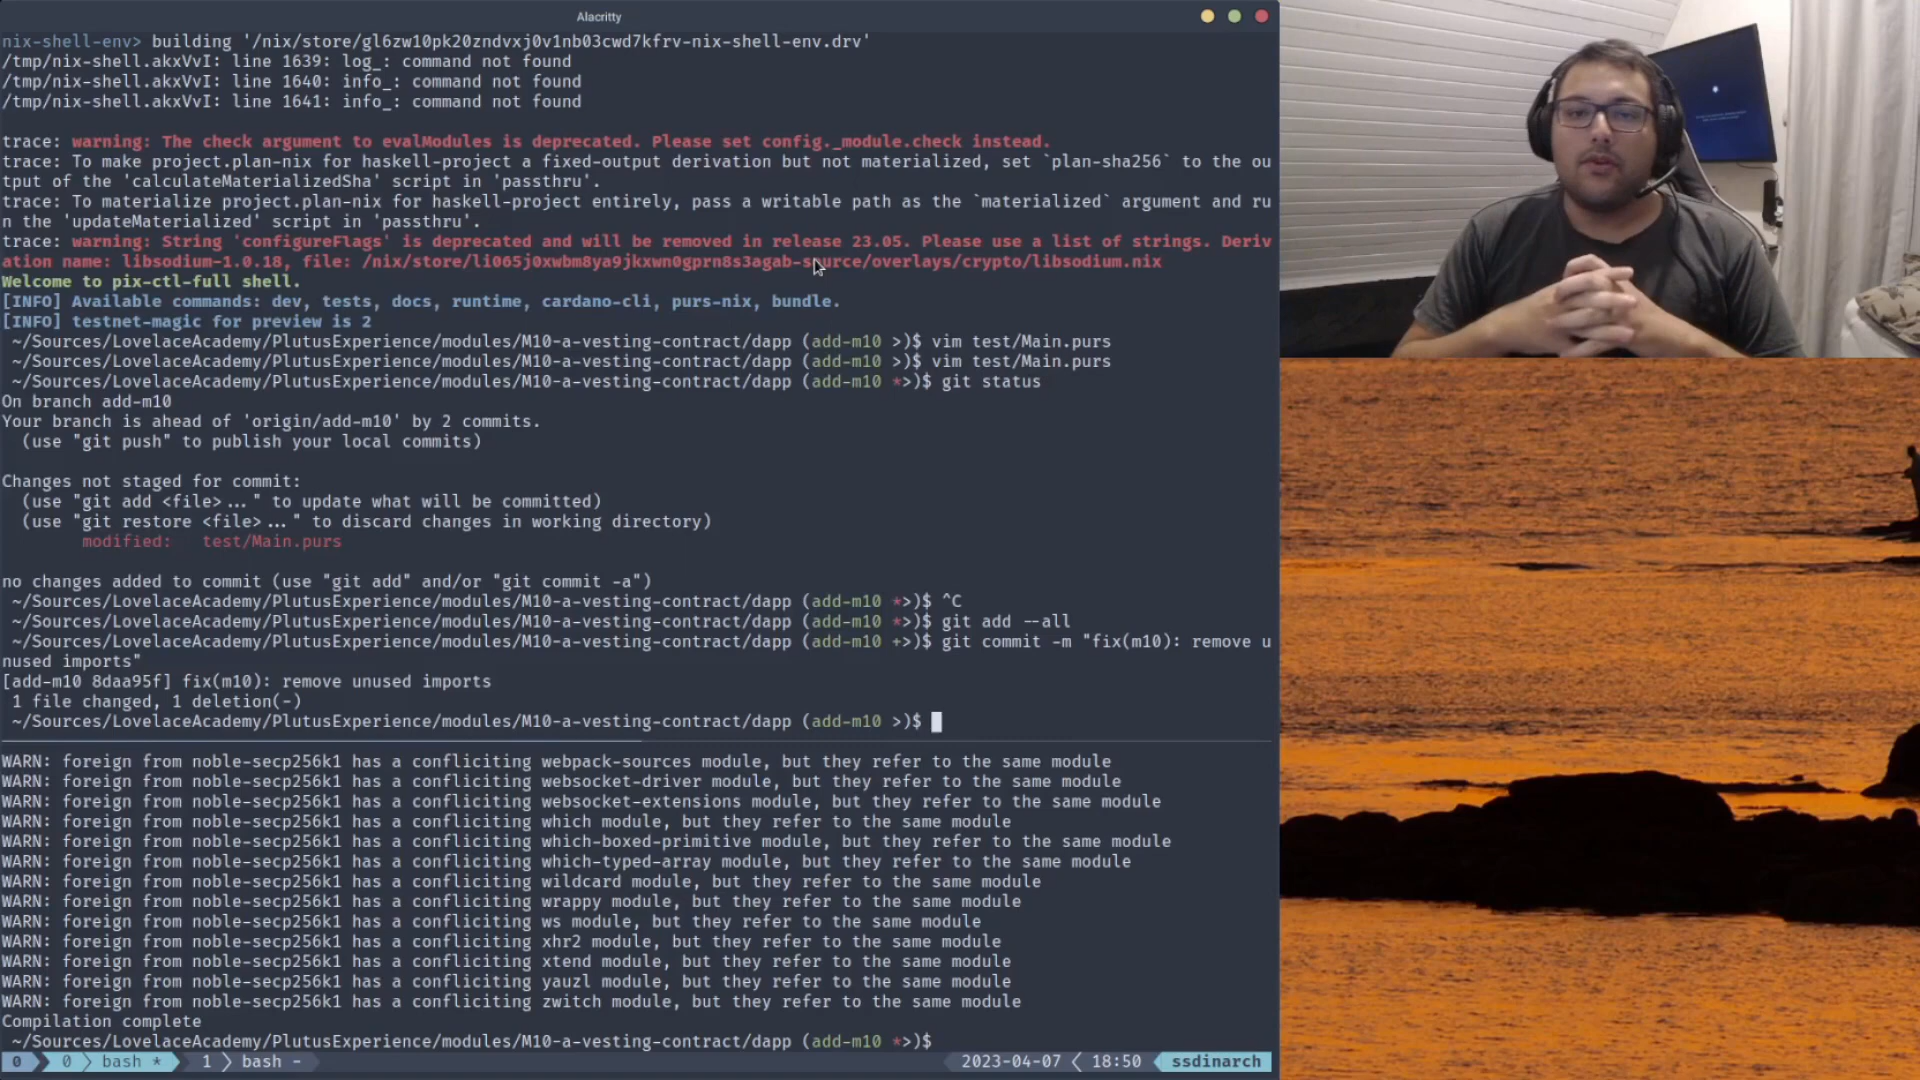 Alacritty
nix-shell-env> building '/nix/store/gl6zw10pk20zndvxj0v1nb03cwd7kfrv-nix-shell-env.drv'
/tmp/nix-shell.akxVvI: line 1639: log_: command not found
/tmp/nix-shell.akxVvI: line 1640: info_: command not found
/tmp/nix-shell.akxVvI: line 1641: info_: command not found
trace: warning: The check argument to evalModules is deprecated. Please set config._module.check instead.
trace: To make project.plan-nix for haskell-project a fixed-output derivation but not materialized, set `plan-sha256` to the ou
tput of the 'calculateMaterializedSha' script in 'passthru'.
trace: To materialize project.plan-nix for haskell-project entirely, pass a writable path as the `materialized` argument and ru
n the 'updateMaterialized' script in 'passthru'.
trace: warning: String 'configureFlags' is deprecated and will be removed in release 23.05. Please use a list of strings. Deriv
ation name: libsodium-1.0.18, file: /nix/store/li065j0xwbm8ya9jkxwn0gprn8s3agab-source/overlays/crypto/libsodium.nix
Welcome to pix-ctl-full shell.
[INFO] Available commands: dev, tests, docs, runtime, cardano-cli, purs-nix, bundle.
[INFO] testnet-magic for preview is 2
~/Sources/LovelaceAcademy/PlutusExperience/modules/M10-a-vesting-contract/dapp (add-m10 >)$ vim test/Main.purs
~/Sources/LovelaceAcademy/PlutusExperience/modules/M10-a-vesting-contract/dapp (add-m10 >)$ vim test/Main.purs
~/Sources/LovelaceAcademy/PlutusExperience/modules/M10-a-vesting-contract/dapp (add-m10 *>)$ git status
On branch add-m10
Your branch is ahead of 'origin/add-m10' by 2 commits.
(use "git push" to publish your local commits)
Changes not staged for commit:
(use "git add <file>..." to update what will be committed)
(use "git restore <file>..." to discard changes in working directory)
modified: test/Main.purs
no changes added to commit (use "git add" and/or "git commit -a")
~/Sources/LovelaceAcademy/PlutusExperience/modules/M10-a-vesting-contract/dapp (add-m10 *>)$ ^C
~/Sources/LovelaceAcademy/PlutusExperience/modules/M10-a-vesting-contract/dapp (add-m10 *>)$ git add --all
~/Sources/LovelaceAcademy/PlutusExperience/modules/M10-a-vesting-contract/dapp (add-m10 +>)$ git commit -m "fix(m10): remove u
nused imports"
[add-m10 8daa95f] fix(m10): remove unused imports
1 file changed, 1 deletion(-)
~/Sources/LovelaceAcademy/PlutusExperience/modules/M10-a-vesting-contract/dapp (add-m10 >)$
WARN: foreign from noble-secp256k1 has a confliciting webpack-sources module, but they refer to the same module
WARN: foreign from noble-secp256k1 has a confliciting websocket-driver module, but they refer to the same module
WARN: foreign from noble-secp256k1 has a confliciting websocket-extensions module, but they refer to the same module
WARN: foreign from noble-secp256k1 has a confliciting which module, but they refer to the same module
WARN: foreign from noble-secp256k1 has a confliciting which-boxed-primitive module, but they refer to the same module
WARN: foreign from noble-secp256k1 has a confliciting which-typed-array module, but they refer to the same module
WARN: foreign from noble-secp256k1 has a confliciting wildcard module, but they refer to the same module
WARN: foreign from noble-secp256k1 has a confliciting wrappy module, but they refer to the same module
WARN: foreign from noble-secp256k1 has a confliciting ws module, but they refer to the same module
WARN: foreign from noble-secp256k1 has a confliciting xhr2 module, but they refer to the same module
WARN: foreign from noble-secp256k1 has a confliciting xtend module, but they refer to the same module
WARN: foreign from noble-secp256k1 has a confliciting yauzl module, but they refer to the same module
WARN: foreign from noble-secp256k1 has a confliciting zwitch module, but they refer to the same module
Compilation complete
~/Sources/LovelaceAcademy/PlutusExperience/modules/M10-a-vesting-contract/dapp (add-m10 *>)$
0 0 bash * 1 bash - 2023-04-07 18:50 ssdinarch